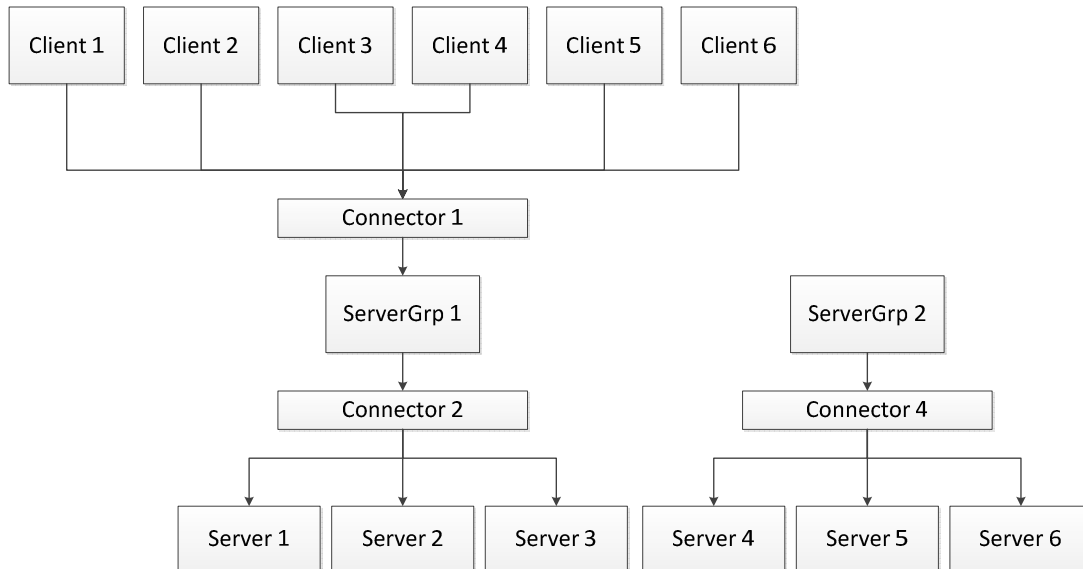 Client 1
Client 2
Client 3
Client 4
Client 5
Client 6
Connector 1
ServerGrp 1
ServerGrp 2
Connector 2
Connector 4
Server 1
Server 2
Server 3
Server 4
Server 5
Server 6